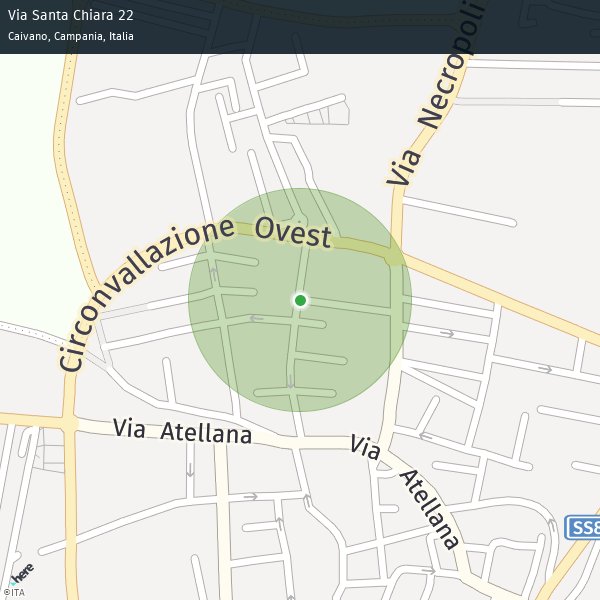 Via Santa Chiara 22
Caivano, Campania, Italia
Via Necropoli
Circonvallazione Ovest
Via Atellana
Via Atellana
SS8
here
©ITA